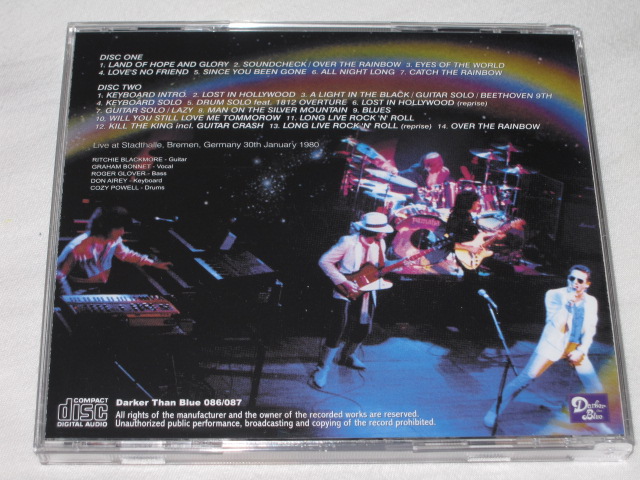 DISC ONE
1. LAND OF HOPE AND GLORY 2. SOUNDCHECK / OVER THE RAINBOW 3. EYES OF THE WORLD
4. LOVE'S NO FRIEND 5. SINCE YOU BEEN GONE 6. ALL NIGHT LONG 7. CATCH THE RAINBOW
DISC TWO
1. KEYBOARD INTRO. 2. LOST IN HOLLYWOOD 3. A LIGHT IN THE BLACK / GUITAR SOLO / BEETHOVEN 9TH
4. KEYBOARD SOLO 5. DRUM SOLO feat. 1812 OVERTURE 6. LOST IN HOLLYWOOD (reprise)
7. GUITAR SOLO / LAZY 8. MAN ON THE SILVER MOUNTAIN 9. BLUES
10. WILL YOU STILL LOVE ME TOMMOROW 11. LONG LIVE ROCK 'N' ROLL
12. KILL THE KING incl. GUITAR CRASH 13. LONG LIVE ROCK 'N' ROLL (reprise) 14. OVER THE RAINBOW
Live at Stadthalle, Bremen, Germany 30th January 1980
RITCHIE BLACKMORE - Guitar
GRAHAM BONNET - Vocal
ROGER GLOVER - Bass
DON AIREY - Keyboard
COZY POWELL - Drums
COMPACT
disc
DIGITAL AUDIO
Darker Than Blue 086/087
All rights of the manufacturer and the owner of the recorded works are reserved.
Unauthorized public performance, broadcasting and copying of the record prohibited.
Darker
Blue